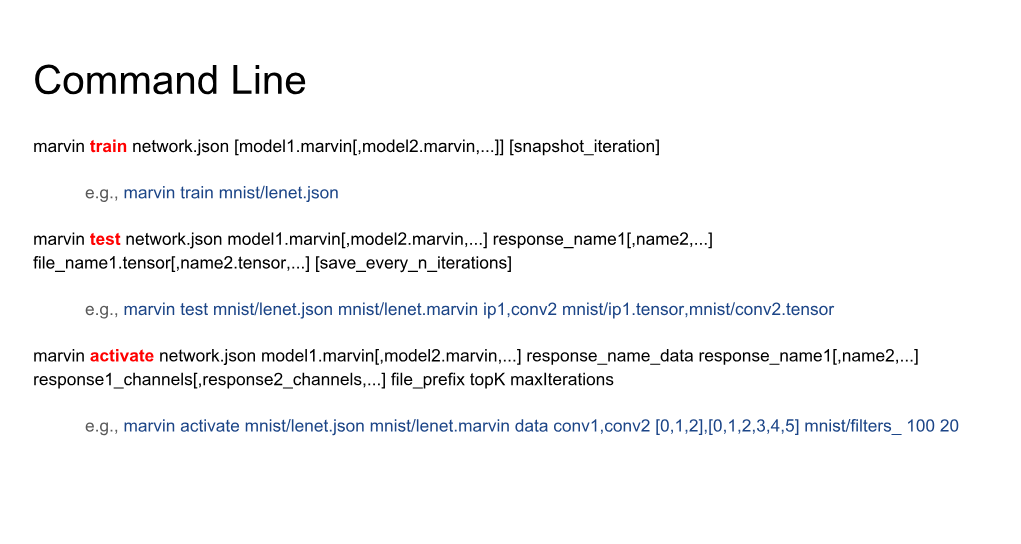 Command Line
marvin train network.json [model1.marvin[,model2.marvin,...]] [snapshot_iteration]
e.g., marvin train mnist/lenet.json
marvin test network.json model1.marvin[,model2.marvin,...] response_name1[,name2,...]
file_name1.tensor[,name2.tensor,...] [save_every_n_iterations]
e.g., marvin test mnist/lenet.json mnist/lenet.marvin ip1,conv2 mnist/ip1.tensor,mnist/conv2.tensor
marvin activate network.json model1.marvin[,model2.marvin,...] response_name_data response_name1[,name2,...]
response1_channels[,response2_channels,...] file_prefix topK maxIterations
e.g., marvin activate mnist/lenet.json mnist/lenet.marvin data conv1,conv2 [0,1,2],[0,1,2,3,4,5] mnist/filters_ 100 20